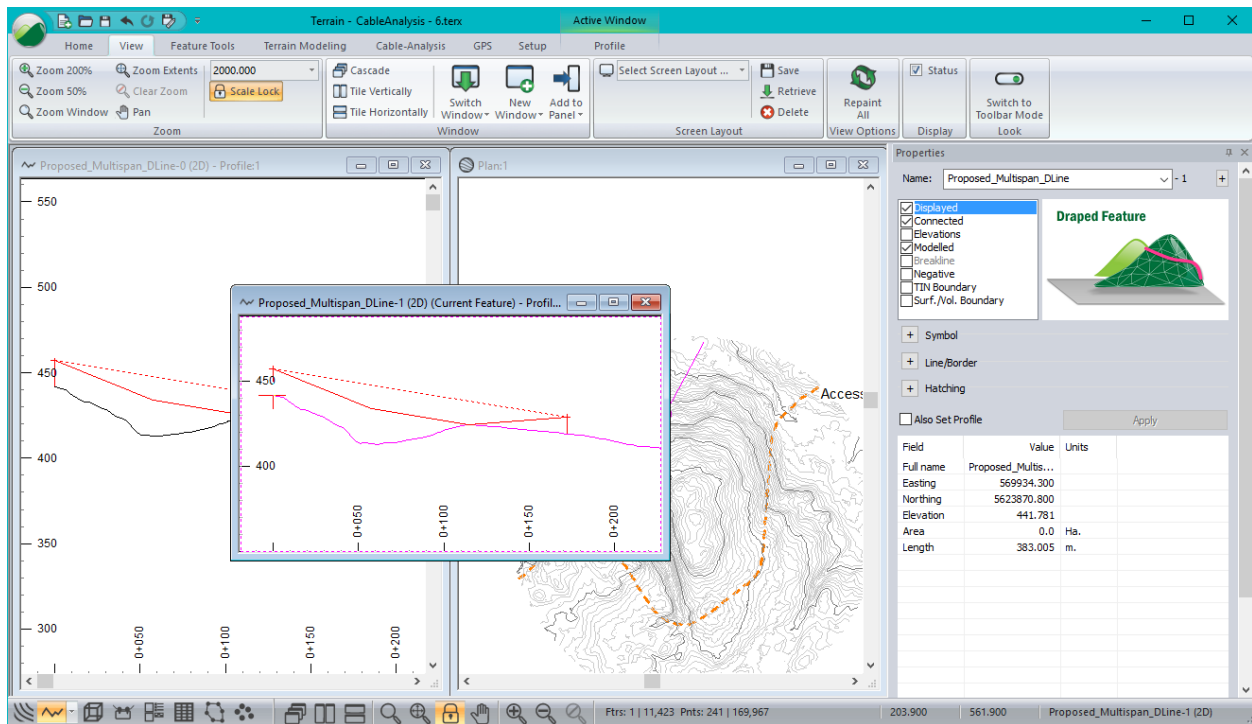 Terrain - CableAnalysis - 6.terx
Active Window
Home View Feature Tools Terrain Modeling Cable-Analysis GPS Setup Profile
Zoom 200%
Zoom 50%
Zoom Window
Zoom Extents
Clear Zoom
Pan
2000.000
Scale Lock
Zoom
Cascade
Tile Vertically
Tile Horizontally
Switch
Window
New
Window
Add to
Panel
Window
Select Screen Layout ...
Save
Retrieve
Delete
Screen Layout
Repaint
All
View Options
Status
Display
Switch to
Toolbar Mode
Look
Proposed_Multispan_DLine-0 (2D) - Profile:1
550
500
450
400
350
300
0+050
0+100
0+150
0+200
Proposed_Multispan_DLine-1 (2D) (Current Feature) - Profil...
450
400
0+050
0+100
0+150
0+200
Plan:1
Access
Properties
Name: Proposed_Multispan_DLine - 1
Displayed
Connected
Elevations
Modelled
Breakline
Negative
TIN Boundary
Surf./Vol. Boundary
Draped Feature
Symbol
Line/Border
Hatching
Also Set Profile
Apply
Field Value Units
Full name Proposed_Multis...
Easting 569934.300
Northing 5623870.800
Elevation 441.781
Area 0.0 Ha.
Length 383.005 m.
Ftrs: 1 | 11,423 Pnts: 241 | 169,967
203.900
561.900
Proposed_Multispan_DLine-1 (2D)